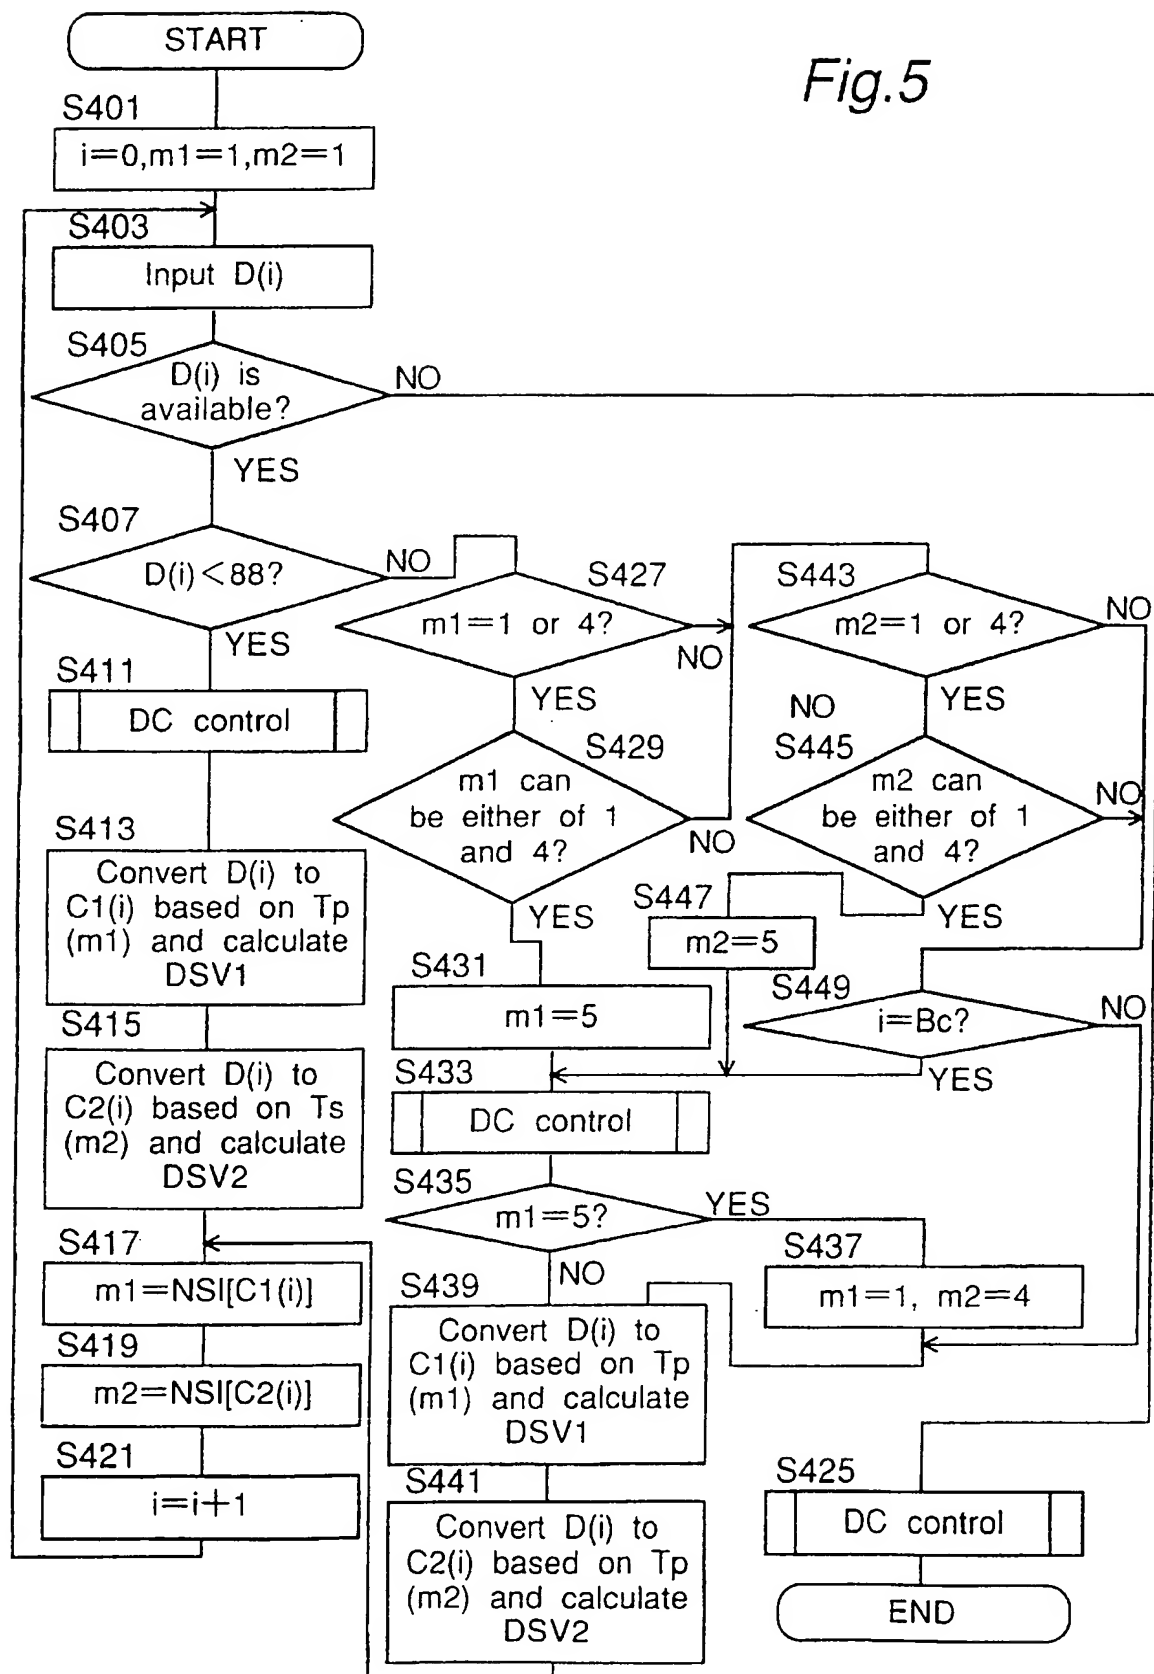 START
Fig.5
S401
i=0,m1=1,m2=1
S403
Input D(i)
S405
D(i) is
available?
NO
YES
S407
D(i)<88?
NO
YES
S411
DC control
S413
Convert D(i) to
C1(i) based on Tp
(m1) and calculate
DSV1
S415
Convert D(i) to
C2(i) based on Ts
(m2) and calculate
DSV2
S417
m1=NSI[C1(i)]
S419
m2=NSI[C2(i)]
S421
i=i+1
S427
m1=1 or 4?
NO
YES
S429
m1 can
be either of 1
and 4?
NO
YES
S431
m1=5
S433
DC control
S435
m1=5?
YES
NO
S437
m1=1, m2=4
S439
Convert D(i) to
C1(i) based on Tp
(m1) and calculate
DSV1
S441
Convert D(i) to
C2(i) based on Tp
(m2) and calculate
DSV2
S443
m2=1 or 4?
NO
YES
NO
S445
m2 can
be either of 1
and 4?
NO
YES
S447
m2=5
S449
i=Bc?
NO
YES
S425
DC control
END